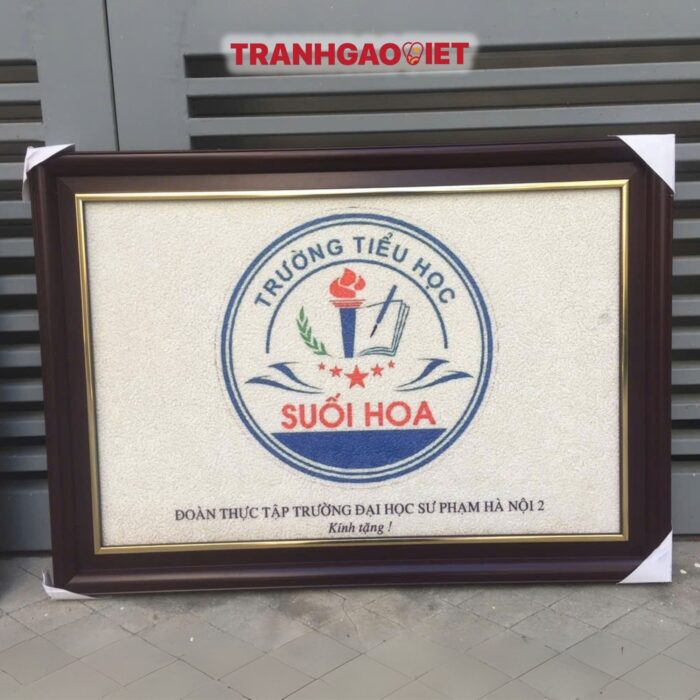 TRANHGAOVIET
TRƯỜNG TIỂU HỌC
SUỐI HOA
ĐOÀN THỰC TẬP TRƯỜNG ĐẠI HỌC SƯ PHẠM HÀ NỘI 2
Kính tặng !